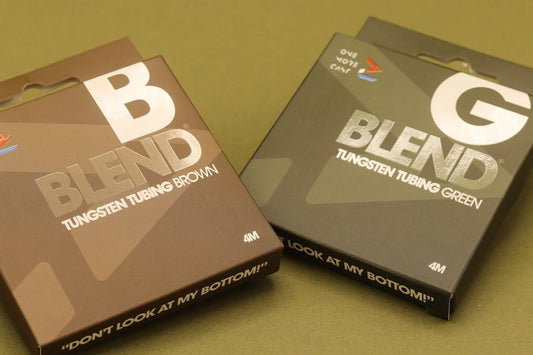 B
BLEND®
TUNGSTEN TUBING BROWN
4M
"DON'T LOOK AT MY BOTTOM!"
ONE
MORE
CAST
G
BLEND®
TUNGSTEN TUBING GREEN
4M
T LOOK AT MY BOTTOM!"